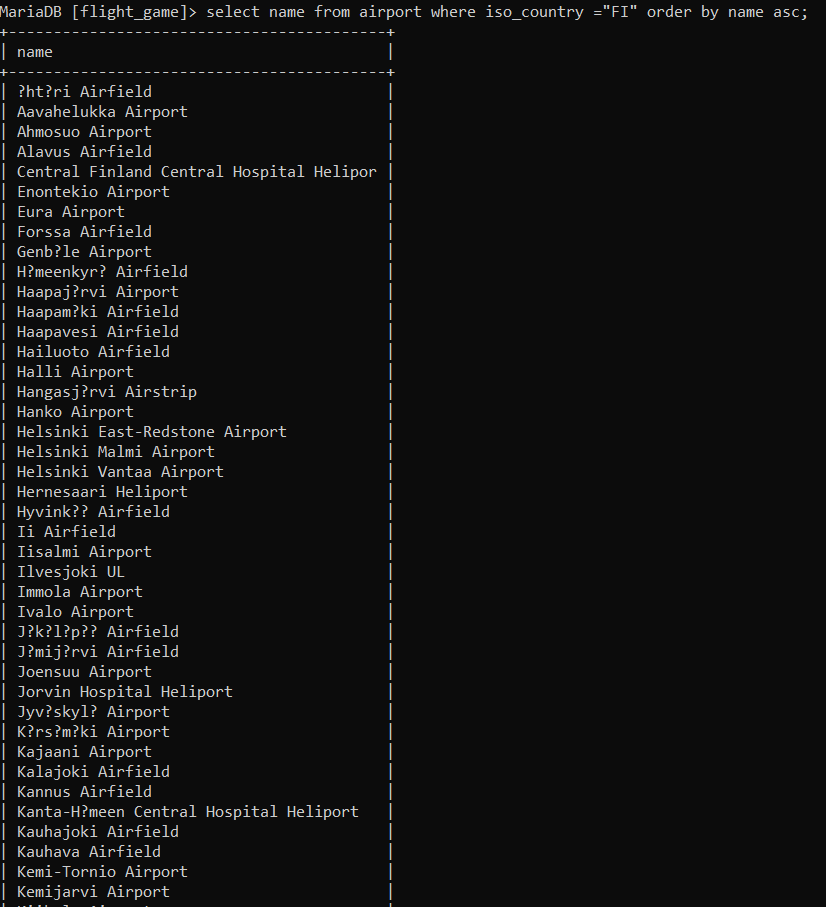 MariaDB [flight_game]> select name from airport where iso_country ="FI" order by name asc;
+------------------------------------------+
| name                                     |
+------------------------------------------+
| ?ht?ri Airfield                          |
| Aavahelukka Airport                      |
| Ahmosuo Airport                          |
| Alavus Airfield                          |
| Central Finland Central Hospital Helipor |
| Enontekio Airport                        |
| Eura Airport                             |
| Forssa Airfield                          |
| Genb?le Airport                          |
| H?meenkyr? Airfield                      |
| Haapaj?rvi Airport                       |
| Haapam?ki Airfield                       |
| Haapavesi Airfield                       |
| Hailuoto Airfield                        |
| Halli Airport                            |
| Hangasj?rvi Airstrip                     |
| Hanko Airport                            |
| Helsinki East-Redstone Airport           |
| Helsinki Malmi Airport                   |
| Helsinki Vantaa Airport                  |
| Hernesaari Heliport                      |
| Hyvink?? Airfield                        |
| Ii Airfield                              |
| Iisalmi Airport                          |
| Ilvesjoki UL                             |
| Immola Airport                           |
| Ivalo Airport                            |
| J?k?l?p?? Airfield                       |
| J?mij?rvi Airfield                       |
| Joensuu Airport                          |
| Jorvin Hospital Heliport                 |
| Jyv?skyl? Airport                        |
| K?rs?m?ki Airport                        |
| Kajaani Airport                          |
| Kalajoki Airfield                        |
| Kannus Airfield                          |
| Kanta-H?meen Central Hospital Heliport   |
| Kauhajoki Airfield                       |
| Kauhava Airfield                         |
| Kemi-Tornio Airport                      |
| Kemijarvi Airport                        |